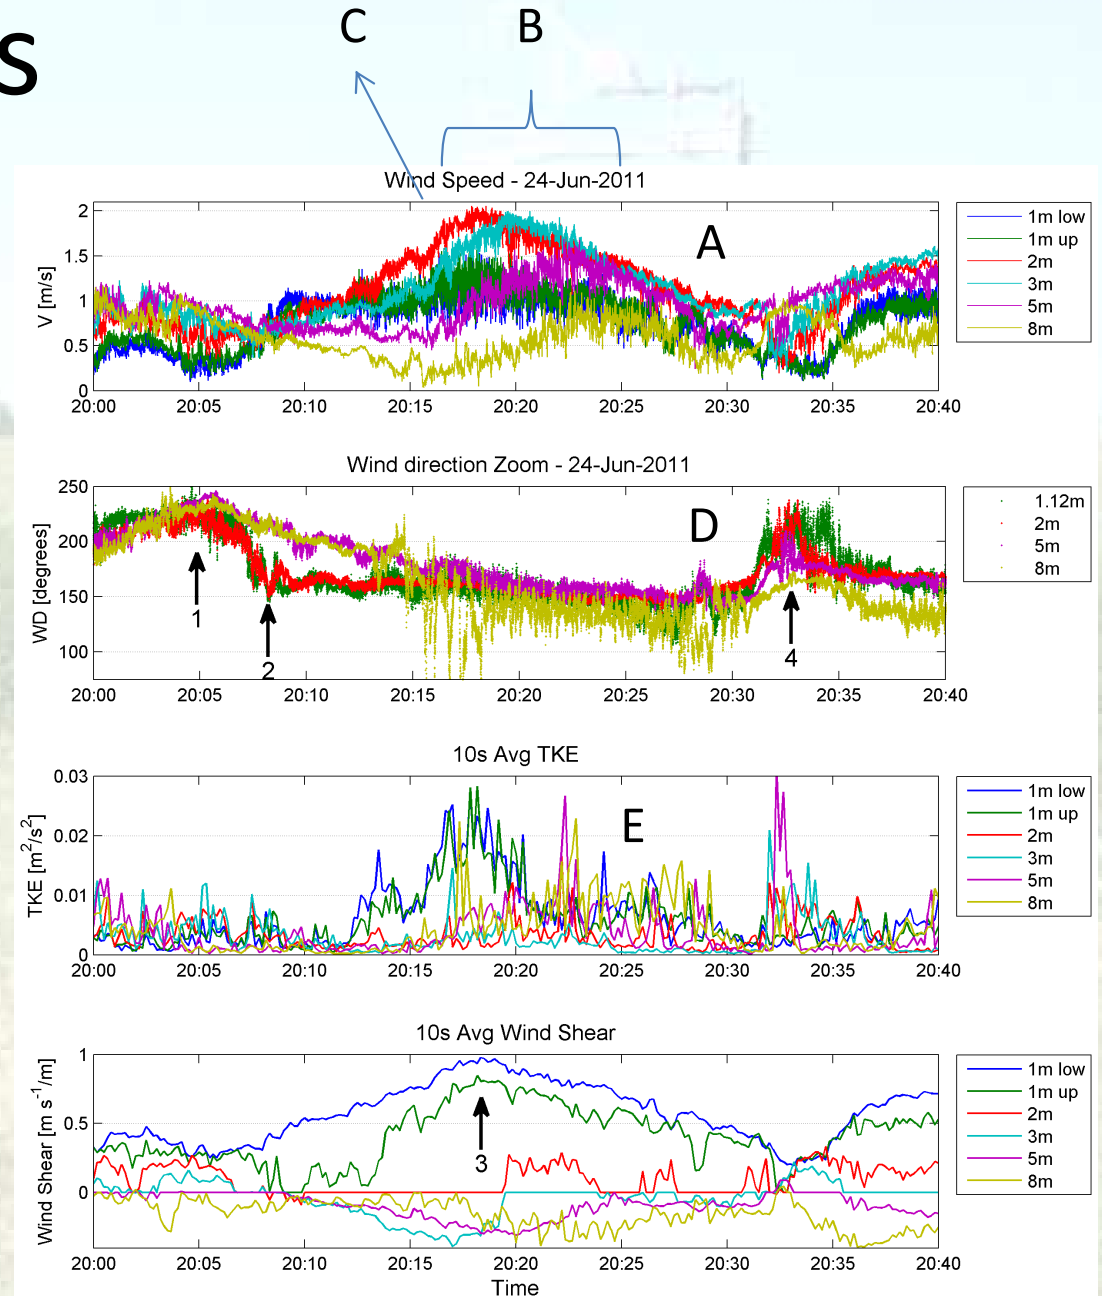 s
C B
Wind Speed - 24-Jun-2011
A
V [m/s]
2
1.5
1
0.5
0
20:00 20:05 20:10 20:15 20:20 20:25 20:30 20:35 20:40
1m low
1m up
2m
3m
5m
8m
Wind direction Zoom - 24-Jun-2011
D
WD [degrees]
250
200
150
100
1
2
4
20:00 20:05 20:10 20:15 20:20 20:25 20:30 20:35 20:40
1.12m
2m
5m
8m
10s Avg TKE
E
TKE [m²/s²]
0.03
0.02
0.01
0
20:00 20:05 20:10 20:15 20:20 20:25 20:30 20:35 20:40
1m low
1m up
2m
3m
5m
8m
10s Avg Wind Shear
Wind Shear [m s⁻¹/m]
1
0.5
0
3
20:00 20:05 20:10 20:15 20:20 20:25 20:30 20:35 20:40
Time
1m low
1m up
2m
3m
5m
8m